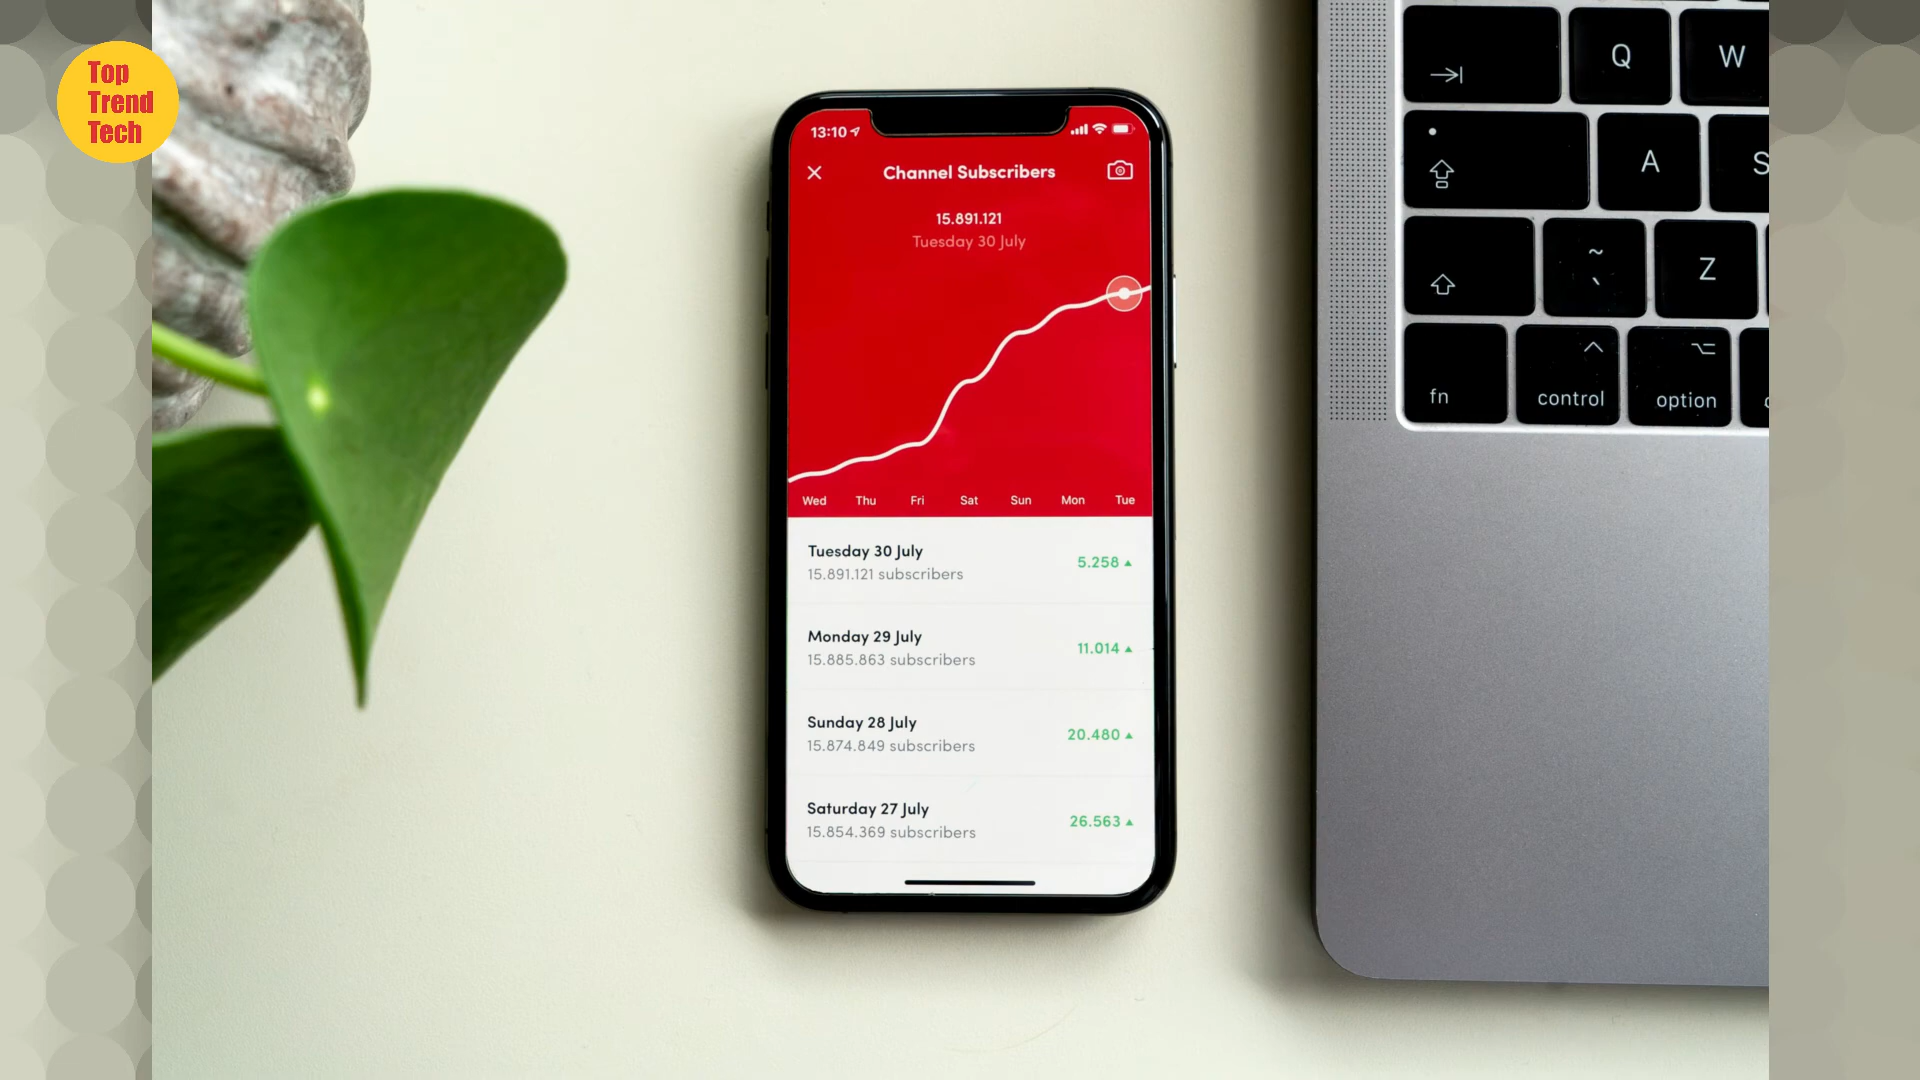 Top
Trend
Tech
13:10
Channel Subscribers
15.891.121
Tuesday 30 July
Wed Thu Fri Sat Sun Mon Tue
Tuesday 30 July
15.891.121 subscribers
5.258
Monday 29 July
15.885.863 subscribers
11.014
Sunday 28 July
15.874.849 subscribers
20.480
Saturday 27 July
15.854.369 subscribers
26.563
Q W
A S
~
`
Z
fn control option